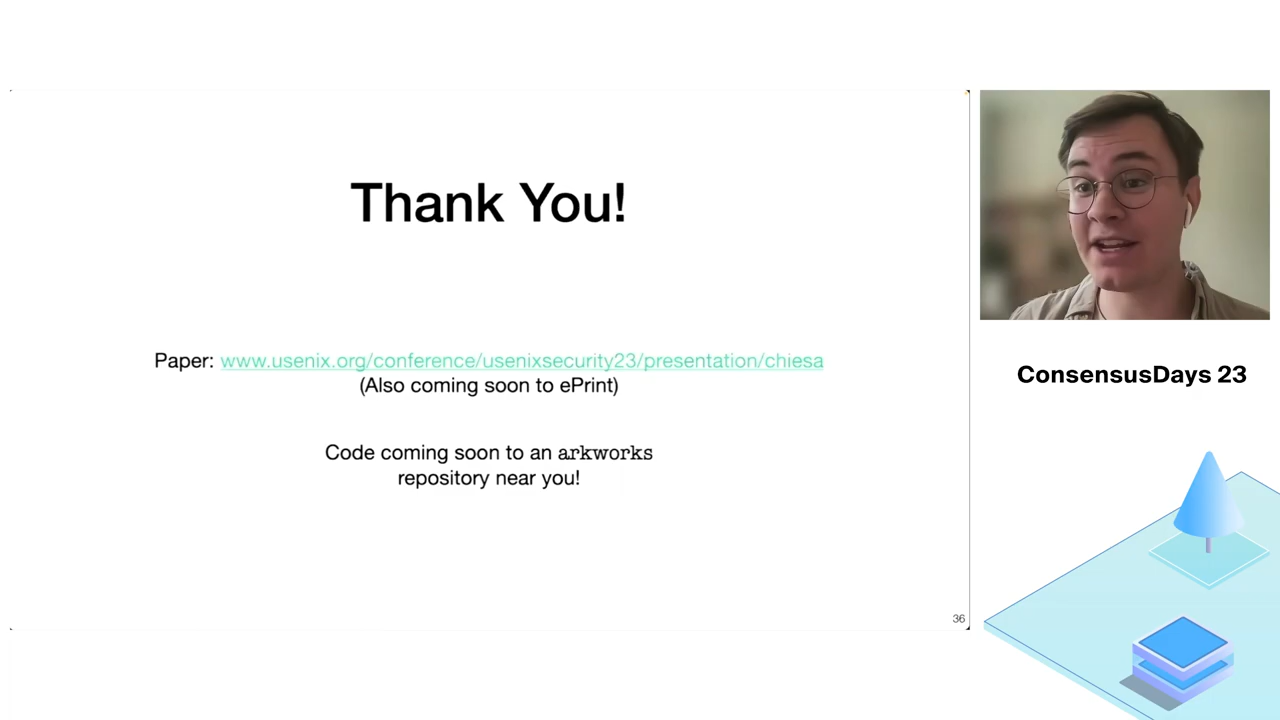 Thank You!
Paper: www.usenix.org/conference/usenixsecurity23/presentation/chiesa
(Also coming soon to ePrint)
Code coming soon to an arkworks
repository near you!
36
ConsensusDays 23